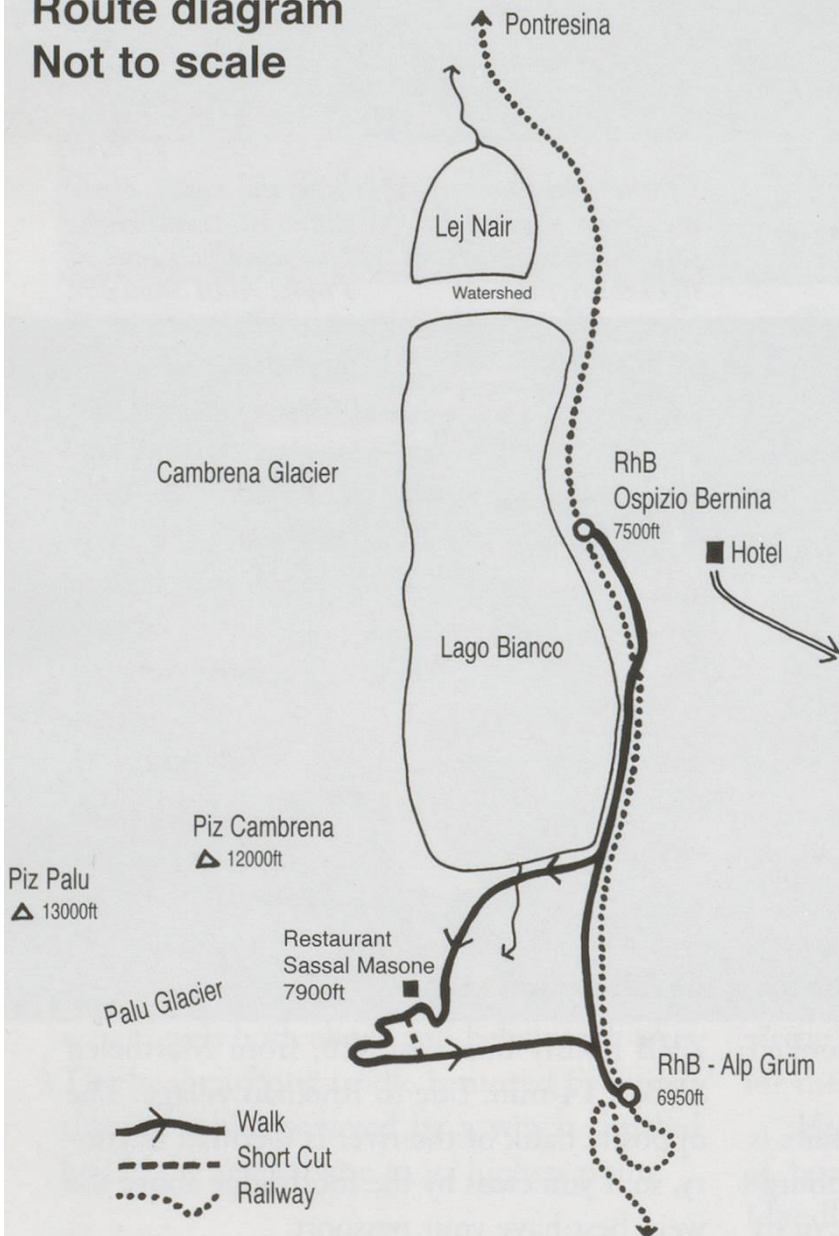 Route diagram
Not to scale
Pontresina
Lej Nair
Watershed
Cambrena Glacier
RhB
Ospizio Bernina
7500ft
Hotel
Lago Bianco
Piz Cambrena
12000ft
Piz Palu
13000ft
Restaurant
Sassal Masone
7900ft
Palu Glacier
RhB - Alp Grüm
6950ft
Walk
Short Cut
Railway